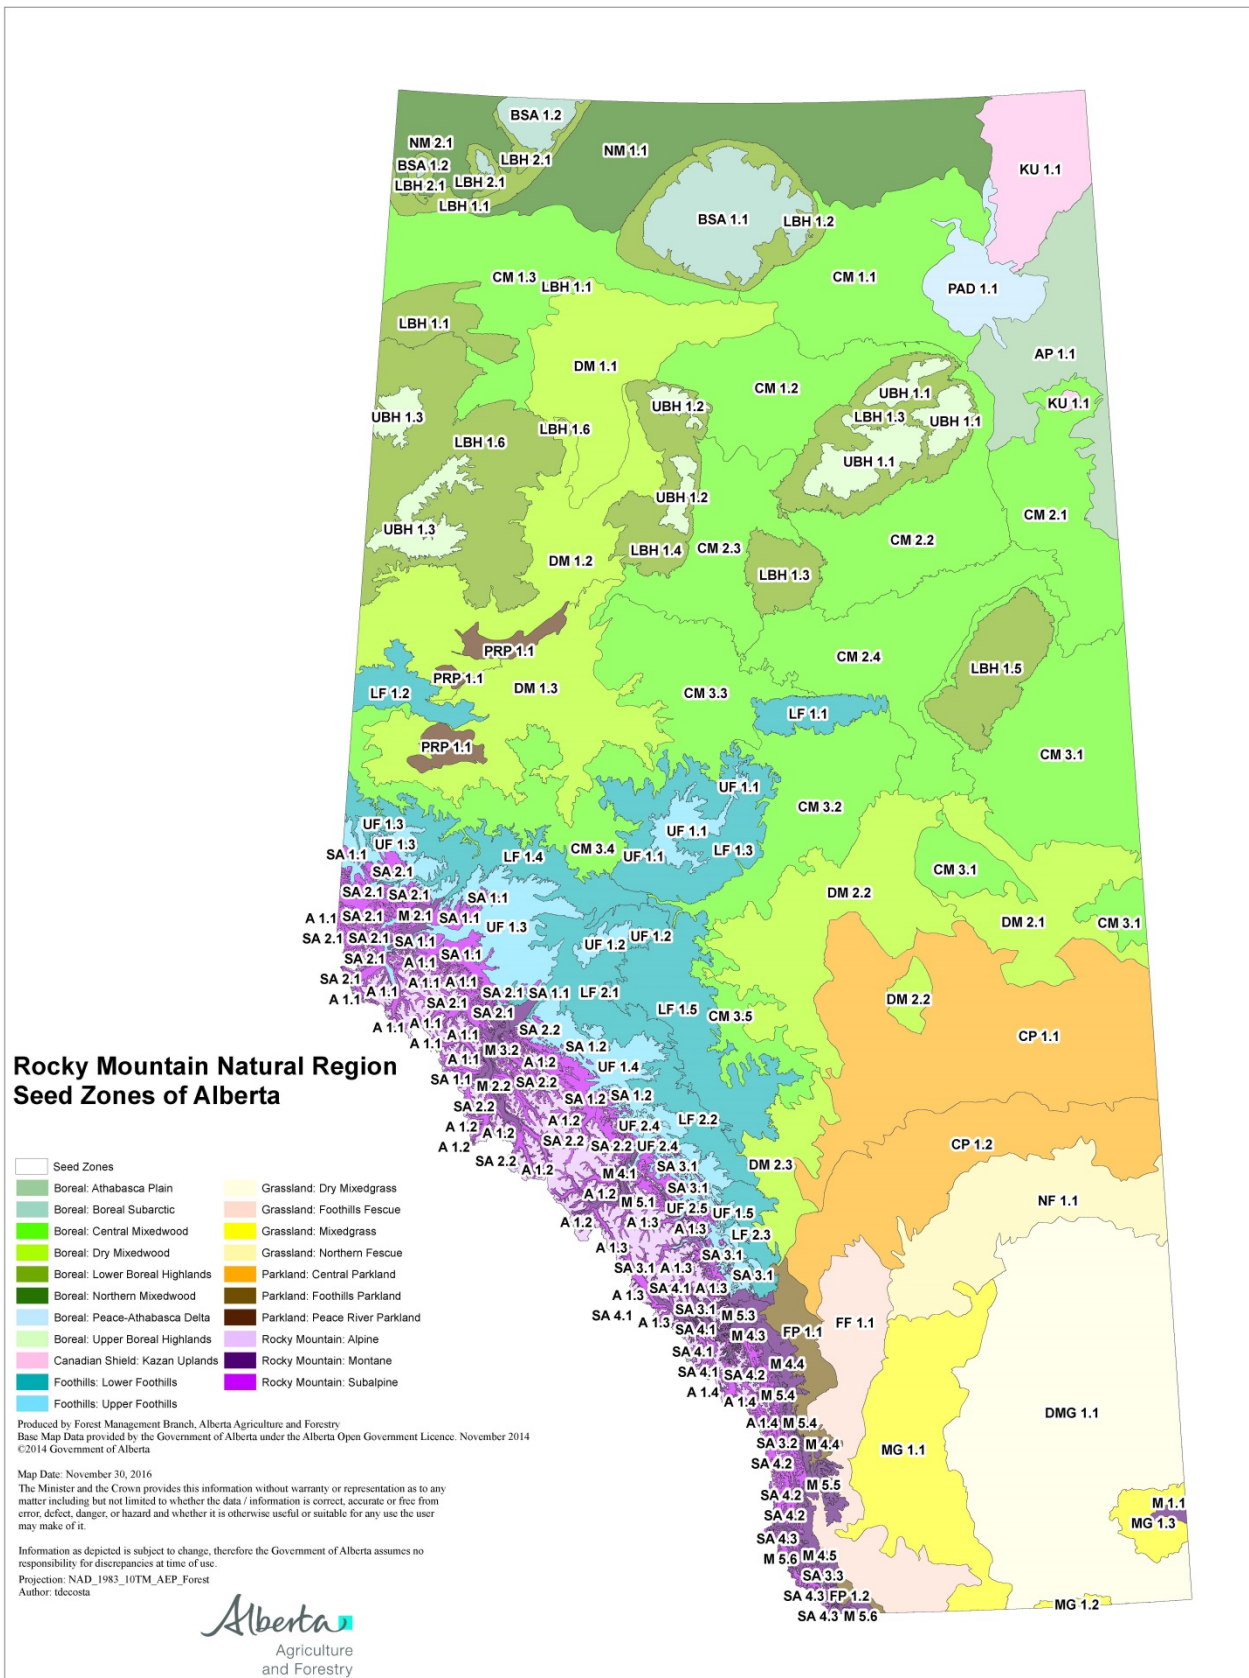 BSA 1.2
NM 2.1
NM 1.1
LBH 2.1
BSA 1.2
KU 1.1
LBH 2.1
LBH 2.1
LBH 1.1
BSA 1.1
LBH 1.2
CM 1.3
CM 1.1
LBH 1.1
PAD 1.1
LBH 1.1
AP 1.1
DM 1.1
CM 1.2
UBH 1.1
KU 1.1
UBH 1.2
UBH 1.3
LBH 1.3
UBH 1.1
LBH 1.6
LBH 1.6
UBH 1.1
UBH 1.2
CM 2.1
UBH 1.3
CM 2.2
LBH 1.4
CM 2.3
DM 1.2
LBH 1.3
PRP 1.1
CM 2.4
LBH 1.5
PRP 1.1
DM 1.3
LF 1.2
CM 3.3
LF 1.1
PRP 1.1
CM 3.1
UF 1.1
CM 3.2
UF 1.3
UF 1.1
UF 1.3
CM 3.4
LF 1.3
SA 1.1
LF 1.4
UF 1.1
SA 2.1
CM 3.1
SA 2.1
SA 2.1
SA 1.1
DM 2.2
A 1.1
SA 2.1
M 2.1
SA 1.1
DM 2.1
CM 3.1
UF 1.3
SA 2.1
SA 2.1
SA 1.1
UF 1.2
UF 1.2
SA 2.1
A 1.1
SA 1.1
SA 2.1
A 1.1
A 1.1
A 1.1
A 1.1
SA 2.1
SA 2.1
SA 1.1
LF 2.1
DM 2.2
SA 2.1
LF 1.5
CM 3.5
A 1.1
A 1.1
A 1.1
A 1.1
SA 2.2
CP 1.1
M 3.2
SA 1.2
A 1.1
A 1.2
UF 1.4
Rocky Mountain Natural Region
Seed Zones of Alberta
SA 1.1
M 2.2
SA 2.2
SA 1.2
SA 1.2
SA 2.2
A 1.2
LF 2.2
A 1.2
A 1.2
UF 2.4
A 1.2
SA 2.2
SA 2.2
UF 2.4
CP 1.2
SA 2.2
A 1.2
SA 3.1
DM 2.3
M 4.1
SA 3.1
A 1.2
M 5.1
NF 1.1
UF 2.5
UF 1.5
A 1.2
A 1.3
A 1.3
LF 2.3
A 1.3
SA 3.1
SA 3.1
A 1.3
SA 3.1
SA 4.1
A 1.3
A 1.3
SA 3.1
SA 4.1
A 1.3
M 5.3
SA 4.1
M 4.3
FP 1.1
FF 1.1
SA 4.1
M 4.4
SA 4.1
SA 4.2
A 1.4
A 1.4
M 5.4
A 1.4
M 5.4
DMG 1.1
SA 3.2
M 4.4
MG 1.1
SA 4.2
M 5.5
SA 4.2
M 1.1
SA 4.2
MG 1.3
SA 4.3
M 5.6
M 4.5
SA 3.3
SA 4.3
FP 1.2
MG 1.2
SA 4.3
M 5.6
Seed Zones
Boreal: Athabasca Plain
Boreal: Boreal Subarctic
Boreal: Central Mixedwood
Boreal: Dry Mixedwood
Boreal: Lower Boreal Highlands
Boreal: Northern Mixedwood
Boreal: Peace-Athabasca Delta
Boreal: Upper Boreal Highlands
Canadian Shield: Kazan Uplands
Foothills: Lower Foothills
Foothills: Upper Foothills
Grassland: Dry Mixedgrass
Grassland: Foothills Fescue
Grassland: Mixedgrass
Grassland: Northern Fescue
Parkland: Central Parkland
Parkland: Foothills Parkland
Parkland: Peace River Parkland
Rocky Mountain: Alpine
Rocky Mountain: Montane
Rocky Mountain: Subalpine
Produced by Forest Management Branch, Alberta Agriculture and Forestry
Base Map Data provided by the Government of Alberta under the Alberta Open Government Licence. November 2014
©2014 Government of Alberta
Map Date: November 30, 2016
The Minister and the Crown provides this information without warranty or representation as to any
matter including but not limited to whether the data / information is correct, accurate or free from
error, defect, danger, or hazard and whether it is otherwise useful or suitable for any use the user
may make of it.
Information as depicted is subject to change, therefore the Government of Alberta assumes no
responsibility for discrepancies at time of use.
Projection: NAD_1983_10TM_AEP_Forest
Author: tdecosta
Alberta
Agriculture
and Forestry